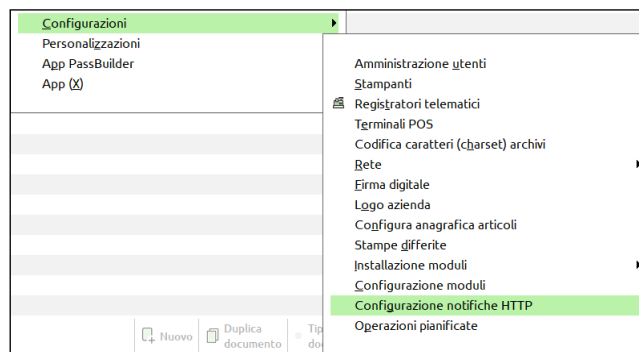 Configurazioni
Personalizzazioni
App PassBuilder
App (X)
Amministrazione utenti
Stampanti
Registratori telematici
Terminali POS
Codifica caratteri (charset) archivi
Rete
Firma digitale
Logo azienda
Configura anagrafica articoli
Stampe differite
Installazione moduli
Configurazione moduli
Configurazione notifiche HTTP
Operazioni pianificate
Nuovo
Duplica
documento